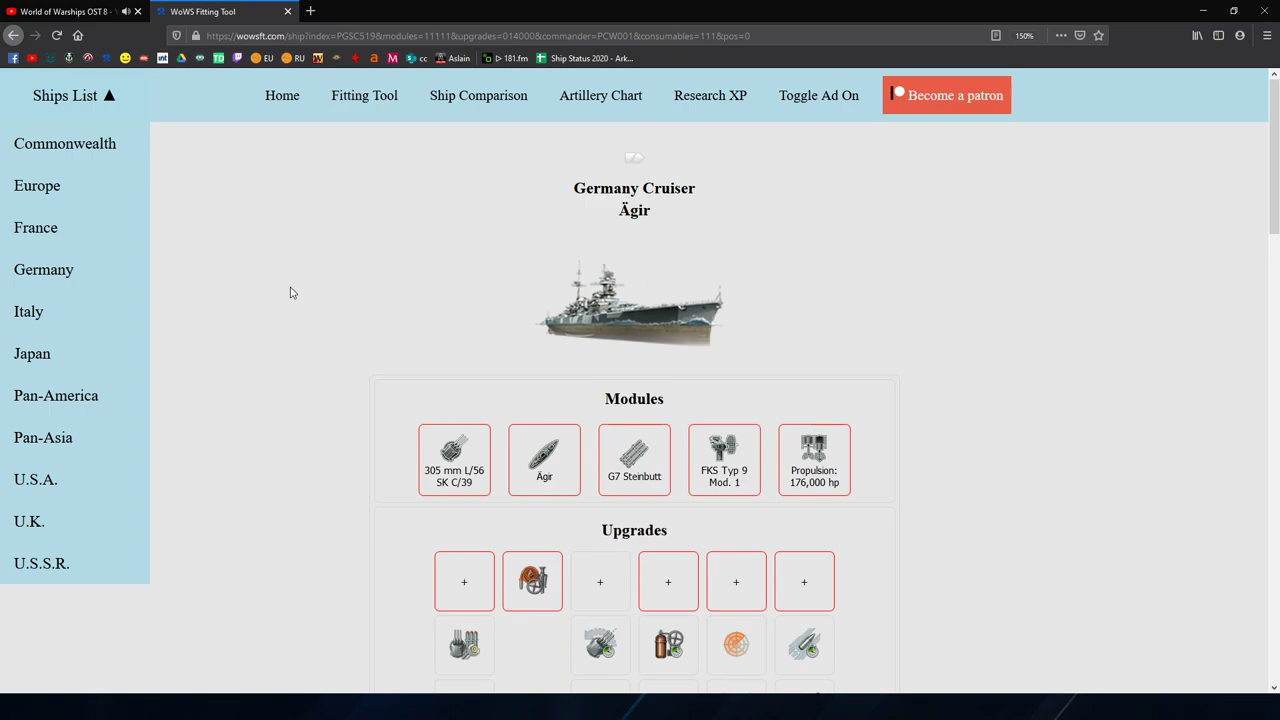 World of Warships OST 8 -
WoWS Fitting Tool
https://wowsft.com/ship?index=PGSC519&modules=11111&upgrades=014000&commander=PCW001&consumables=111&pos=0
150%
EU
RU
cc
Aslain
181.fm
Ship Status 2020 - Ark...
Ships List ▲
Home
Fitting Tool
Ship Comparison
Artillery Chart
Research XP
Toggle Ad On
Become a patron
Commonwealth
Europe
France
Germany
Italy
Japan
Pan-America
Pan-Asia
U.S.A.
U.K.
U.S.S.R.
Germany Cruiser
Ägir
Modules
305 mm L/56
SK C/39
Ägir
G7 Steinbutt
FKS Typ 9
Mod. 1
Propulsion:
176,000 hp
Upgrades
+
+
+
+
+